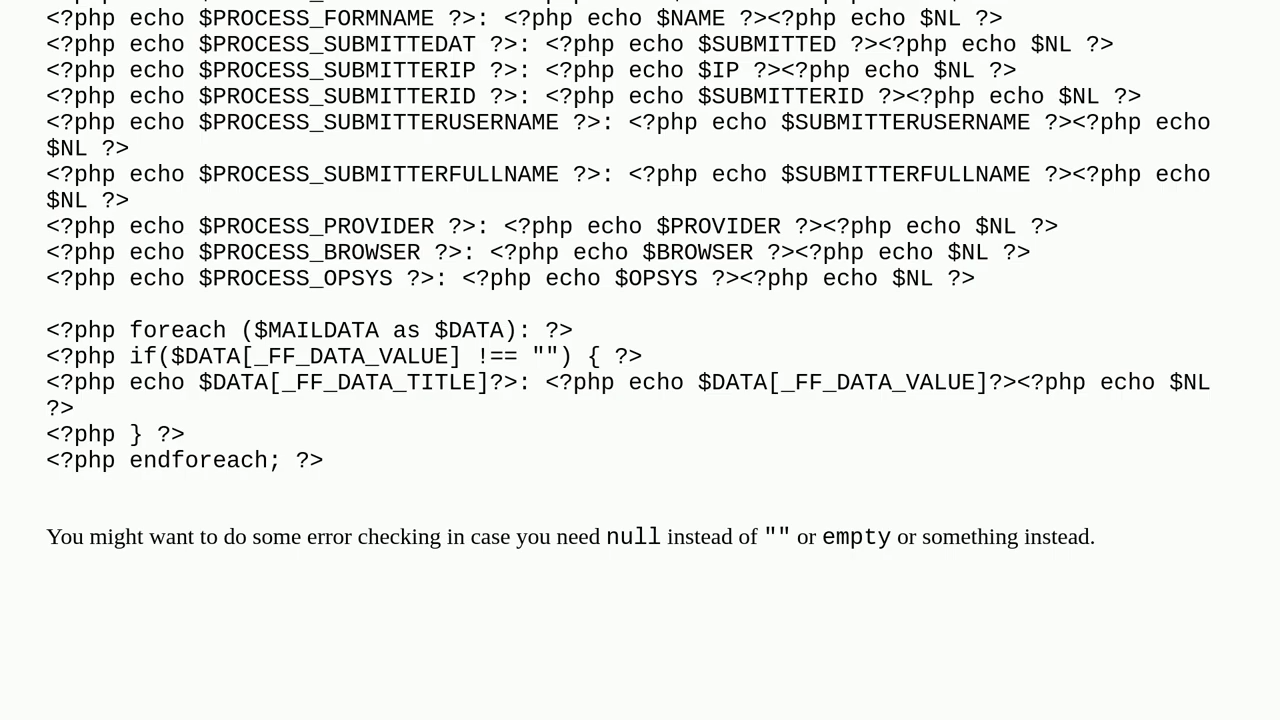 <?php echo $PROCESS_FORMNAME ?>: <?php echo $NAME ?><?php echo $NL ?>
<?php echo $PROCESS_SUBMITTEDAT ?>: <?php echo $SUBMITTED ?><?php echo $NL ?>
<?php echo $PROCESS_SUBMITTERIP ?>: <?php echo $IP ?><?php echo $NL ?>
<?php echo $PROCESS_SUBMITTERID ?>: <?php echo $SUBMITTERID ?><?php echo $NL ?>
<?php echo $PROCESS_SUBMITTERUSERNAME ?>: <?php echo $SUBMITTERUSERNAME ?><?php echo
$NL ?>
<?php echo $PROCESS_SUBMITTERFULLNAME ?>: <?php echo $SUBMITTERFULLNAME ?><?php echo
$NL ?>
<?php echo $PROCESS_PROVIDER ?>: <?php echo $PROVIDER ?><?php echo $NL ?>
<?php echo $PROCESS_BROWSER ?>: <?php echo $BROWSER ?><?php echo $NL ?>
<?php echo $PROCESS_OPSYS ?>: <?php echo $OPSYS ?><?php echo $NL ?>
<?php foreach ($MAILDATA as $DATA): ?>
<?php if($DATA[_FF_DATA_VALUE] !== "") { ?>
<?php echo $DATA[_FF_DATA_TITLE]?>: <?php echo $DATA[_FF_DATA_VALUE]?><?php echo $NL
?>
<?php } ?>
<?php endforeach; ?>
You might want to do some error checking in case you need null instead of "" or empty or something instead.